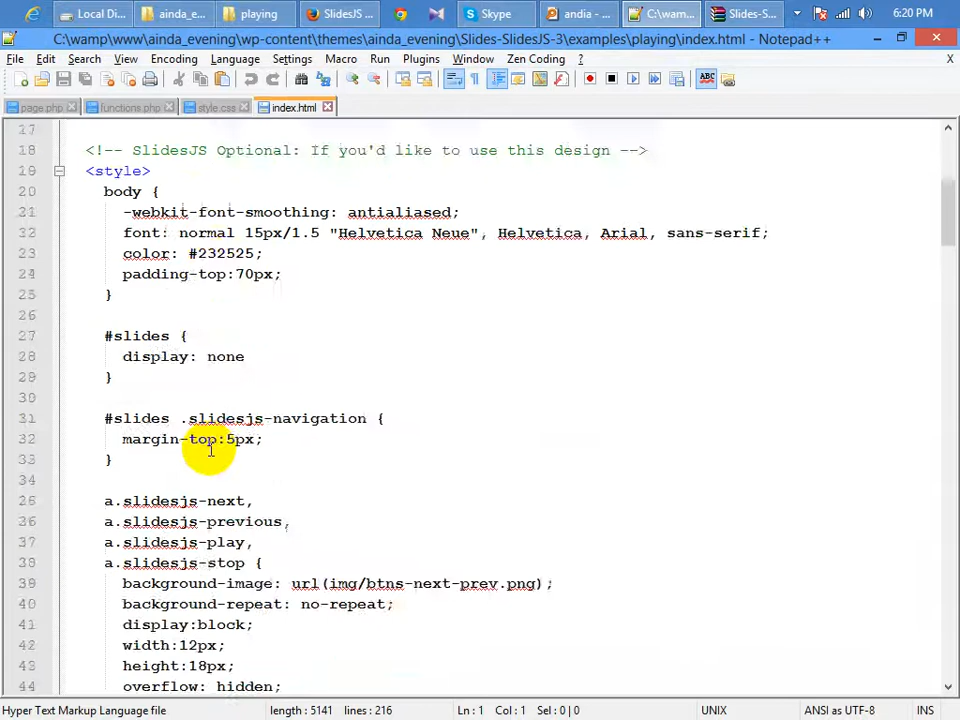 Local Di...
ainda_e...
playing
SlidesJS ...
Skype
andia - ...
C:\wam...
Slides-S...
6:20 PM
C:\wamp\www\ainda_evening\wp-content\themes\ainda_evening\Slides-SlidesJS-3\examples\playing\index.html - Notepad++
File Edit Search View Encoding Language Settings Macro Run Plugins Window Zen Coding ? X
page.php functions.php style.css index.html
17
18 <!-- SlidesJS Optional: If you'd like to use this design -->
19 <style>
20 body {
21 -webkit-font-smoothing: antialiased;
22 font: normal 15px/1.5 "Helvetica Neue", Helvetica, Arial, sans-serif;
23 color: #232525;
24 padding-top:70px;
25 }
26
27 #slides {
28 display: none
29 }
30
31 #slides .slidesjs-navigation {
32 margin-top:5px;
33 }
34
35 a.slidesjs-next,
36 a.slidesjs-previous,
37 a.slidesjs-play,
38 a.slidesjs-stop {
39 background-image: url(img/btns-next-prev.png);
40 background-repeat: no-repeat;
41 display:block;
42 width:12px;
43 height:18px;
44 overflow: hidden;
Hyper Text Markup Language file length : 5141 lines : 216 Ln : 1 Col : 1 Sel : 0 | 0 UNIX ANSI as UTF-8 INS